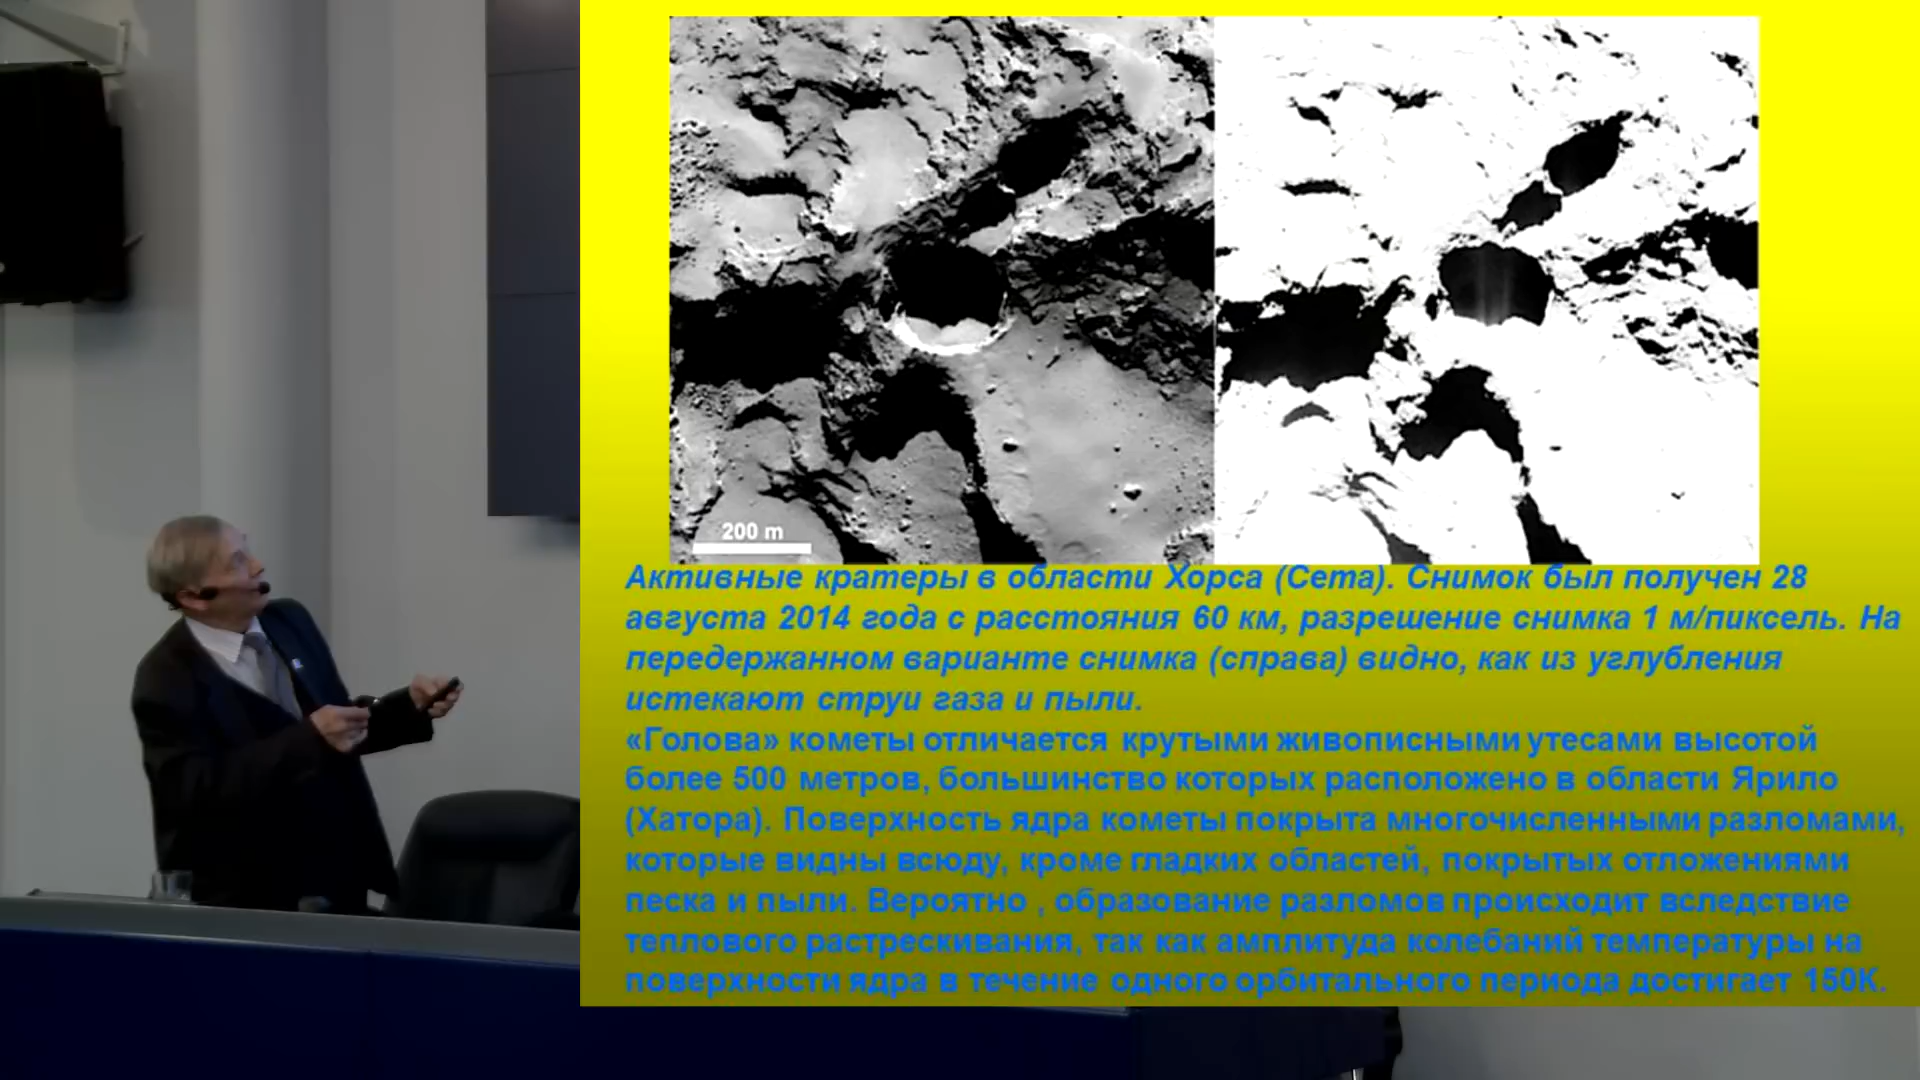 200 m
Активные кратеры в области Хорса (Сета). Снимок был получен 28
августа 2014 года с расстояния 60 км, разрешение снимка 1 м/пиксель. На
передержанном варианте снимка (справа) видно, как из углубления
истекают струи газа и пыли.
«Голова» кометы отличается крутыми живописными утесами высотой
более 500 метров, большинство которых расположено в области Ярило
(Хатора). Поверхность ядра кометы покрыта многочисленными разломами,
которые видны всюду, кроме гладких областей, покрытых отложениями
песка и пыли. Вероятно , образование разломов происходит вследствие
теплового растрескивания, так как амплитуда колебаний температуры на
поверхности ядра в течение одного орбитального периода достигает 150К.